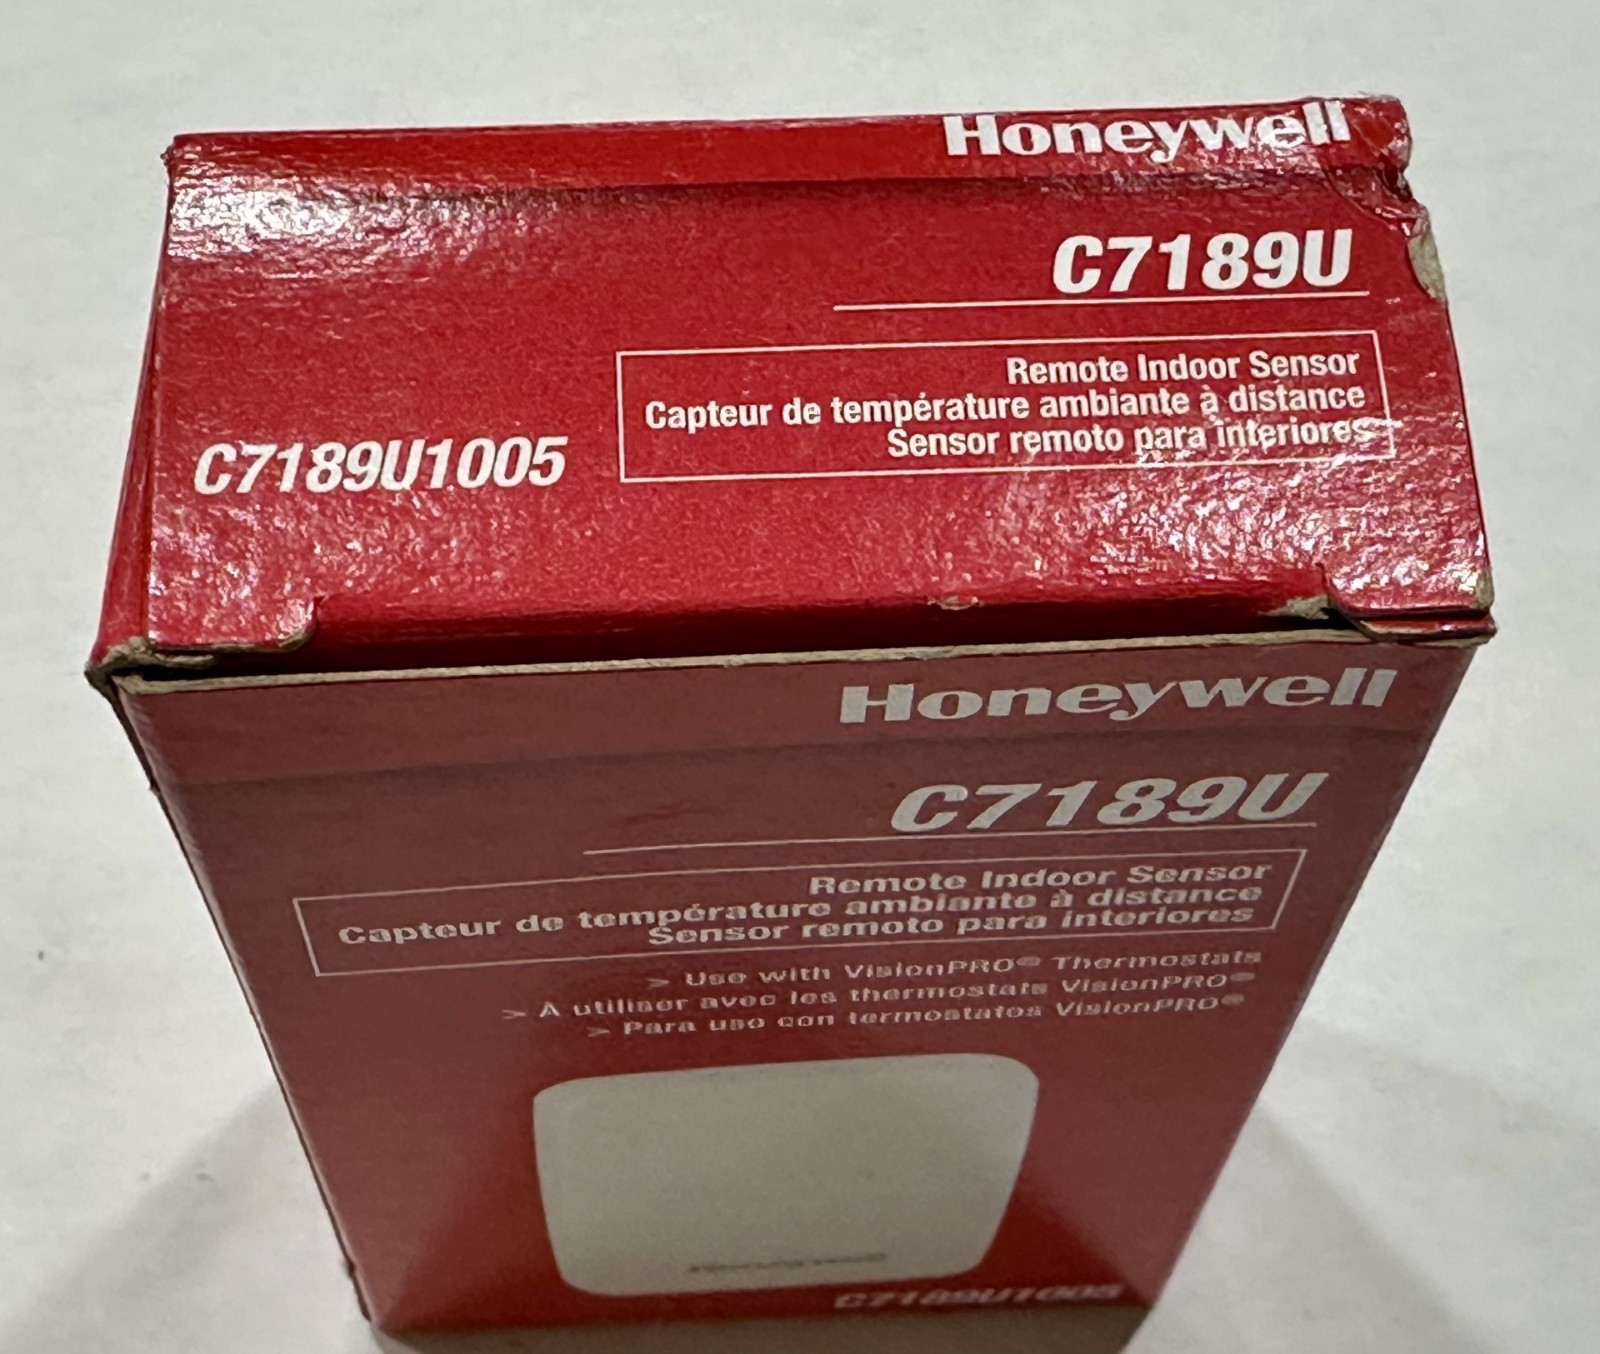 Honeywell
C7189U
Remote Indoor Sensor
Capteur de température ambiante à distance
Sensor remoto para interiores
C7189U1005
Honeywell
C7189U
Remote Indoor Sensor
Capteur de température ambiante à distance
Sensor remoto para interiores
> Use with VisionPRO® Thermostats
> A utiliser avec les thermostats VisionPRO®
> Para uso con termostatos VisionPRO®
Honeywell
C7189U1005